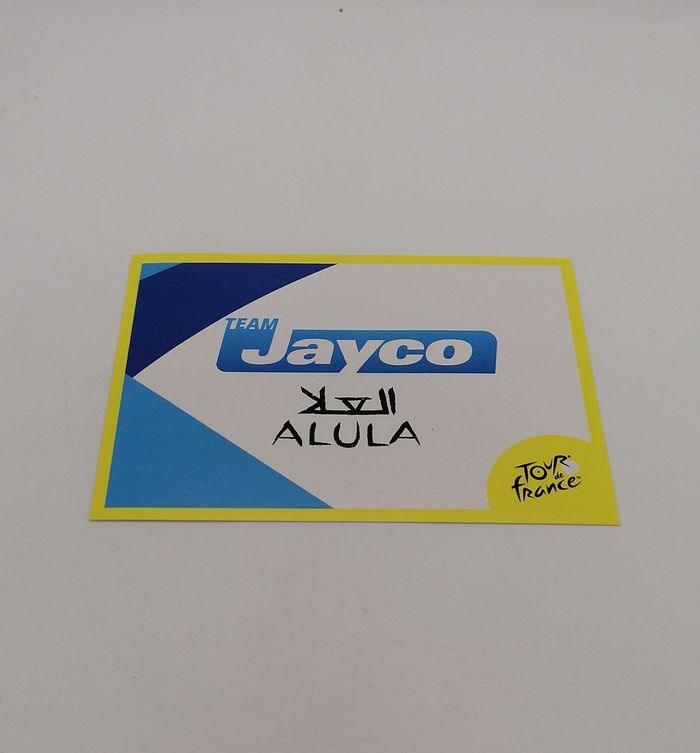 TEAM
Jayco
العلا
ALULA
TOUR
de
france